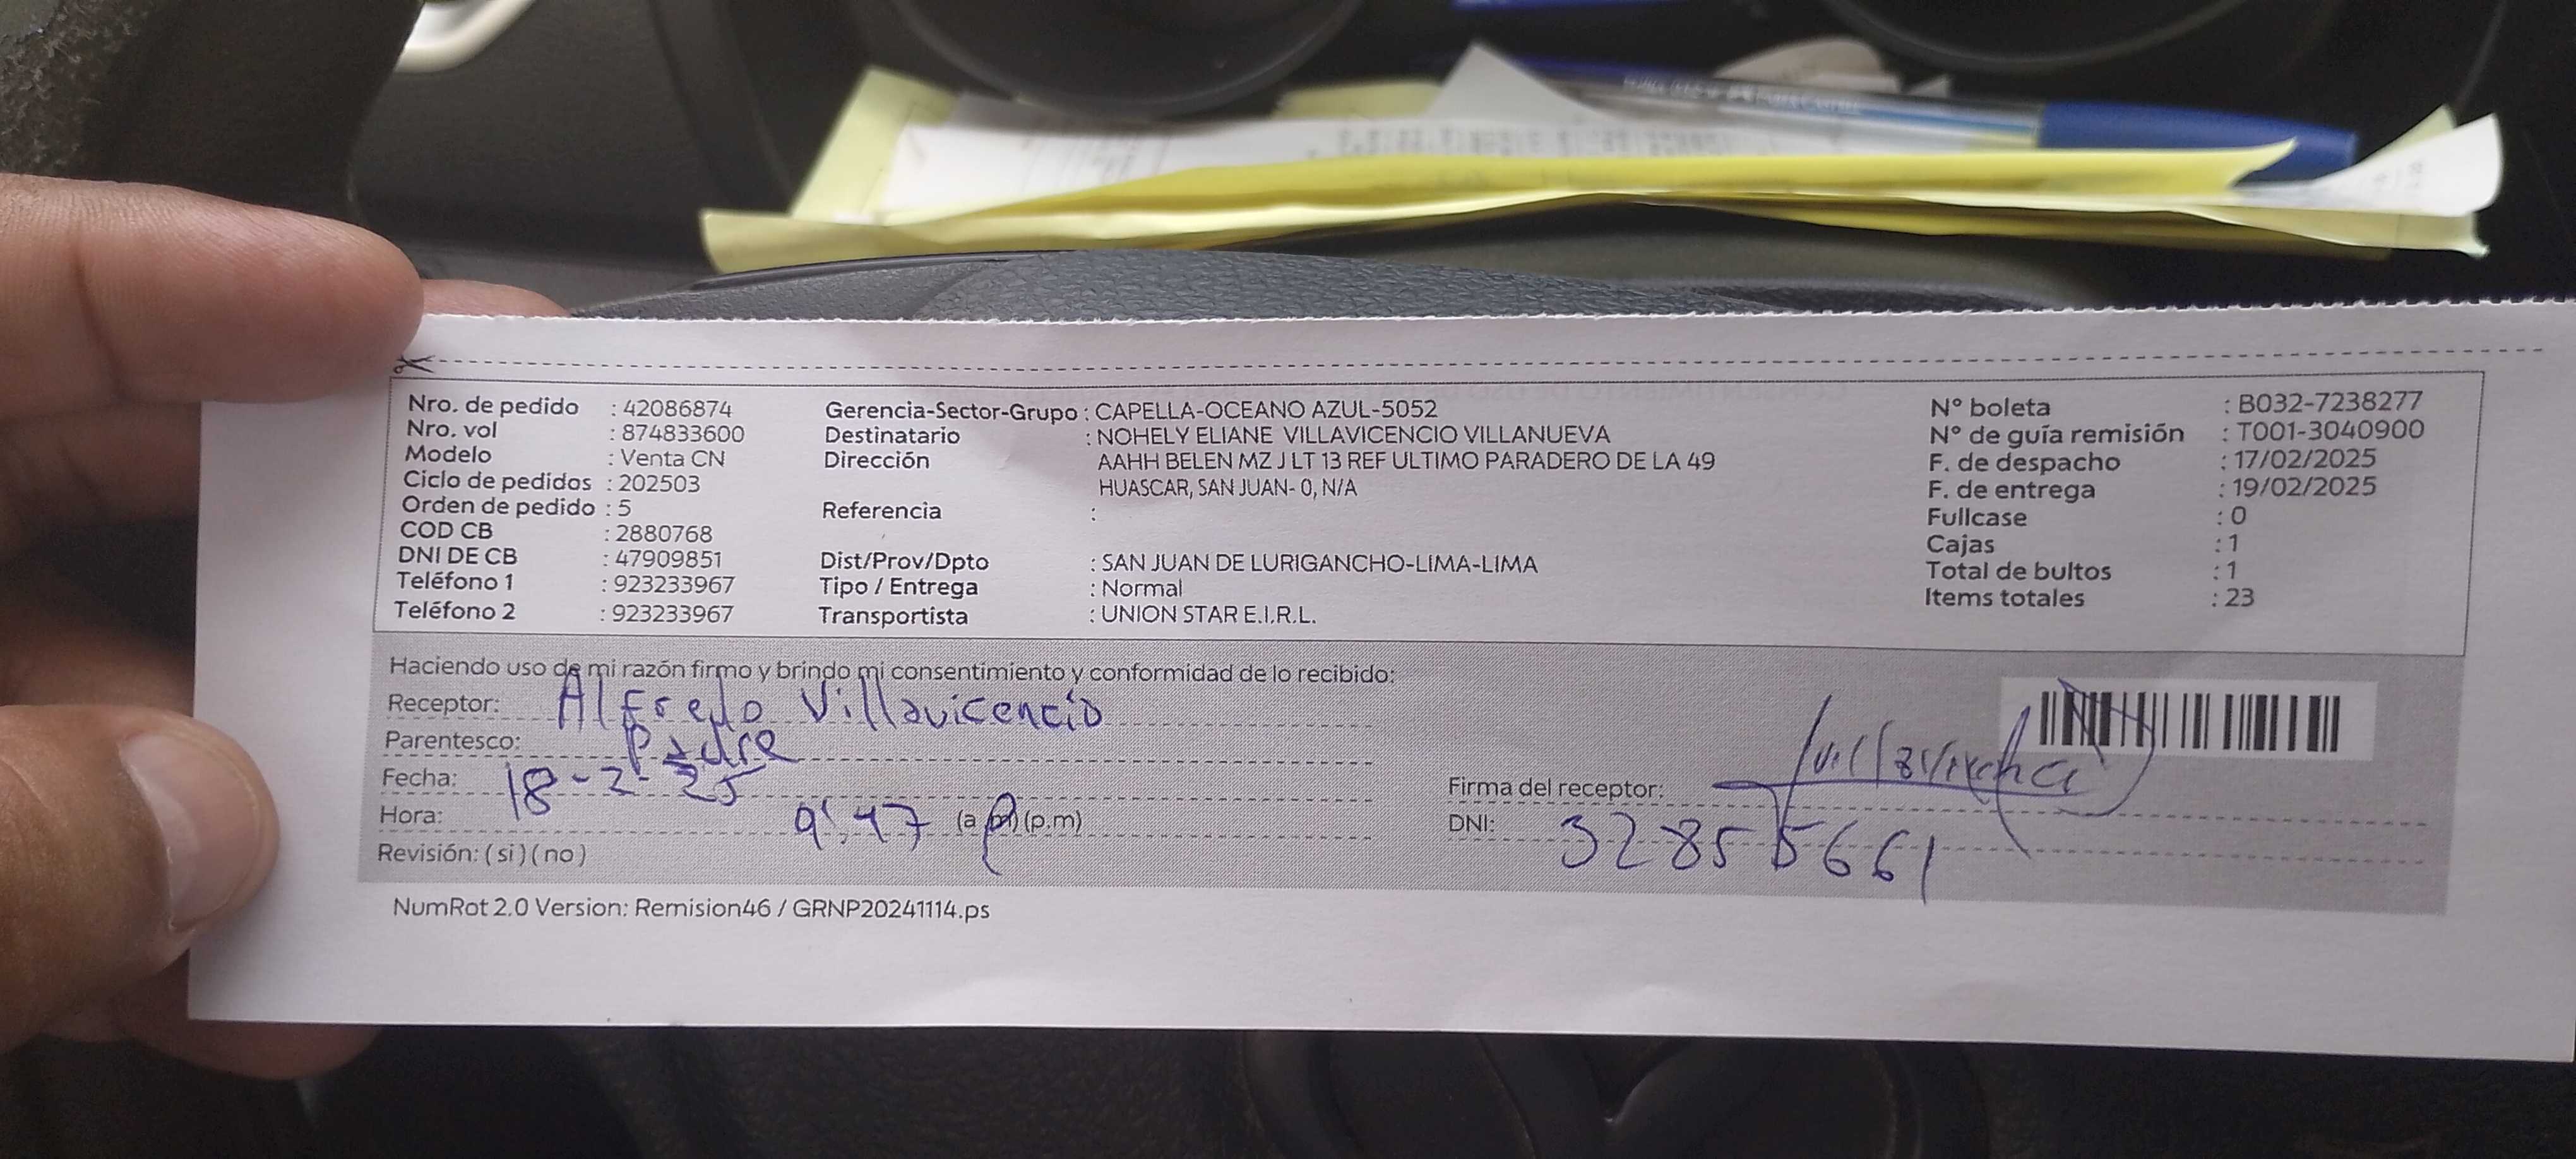 Nro. de pedido : 42086874
Nro. vol : 874833600
Modelo : Venta CN
Ciclo de pedidos : 202503
Orden de pedido : 5
COD CB : 2880768
DNI DE CB : 47909851
Teléfono 1 : 923233967
Teléfono 2 : 923233967
Gerencia-Sector-Grupo : CAPELLA-OCEANO AZUL-5052
Destinatario : NOHELY ELIANE VILLAVICENCIO VILLANUEVA
Dirección AAHH BELEN MZ J LT 13 REF ULTIMO PARADERO DE LA 49
HUASCAR, SAN JUAN- 0, N/A
Referencia :
Dist/Prov/Dpto : SAN JUAN DE LURIGANCHO-LIMA-LIMA
Tipo / Entrega : Normal
Transportista : UNION STAR E.I.R.L.
N° boleta : B032-7238277
N° de guía remisión : T001-3040900
F. de despacho : 17/02/2025
F. de entrega : 19/02/2025
Fullcase : 0
Cajas : 1
Total de bultos : 1
Items totales : 23
Haciendo uso de mi razón firmo y brindo mi consentimiento y conformidad de lo recibido:
Receptor: Alfredo Villavicencio
Parentesco: Padre
Fecha: 18-2-25
Hora: 9:47 (a.m) (p.m)
Revisión: ( si ) ( no )
Firma del receptor:
DNI: 32855661
NumRot 2.0 Version: Remision46 / GRNP20241114.ps